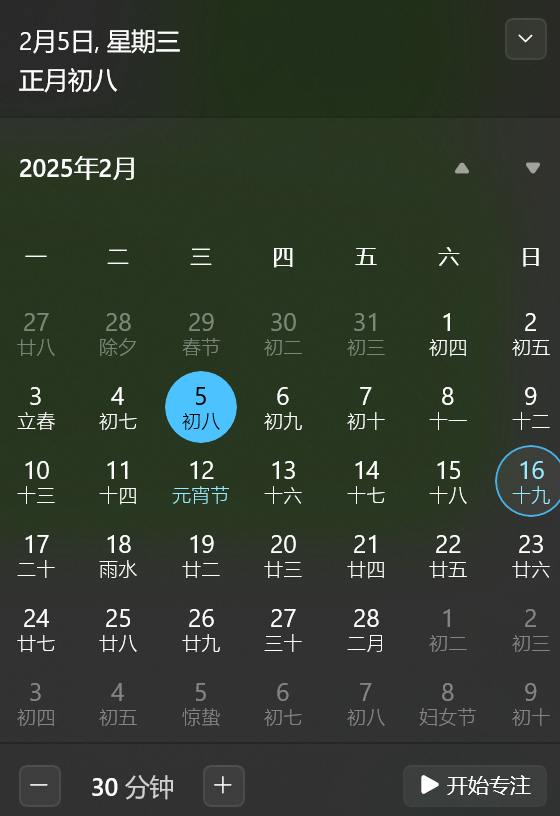 2月5日, 星期三
正月初八
2025年2月
一 二 三 四 五 六 日
27 28 29 30 31 1 2
廿八 除夕 春节 初二 初三 初四 初五
3 4 5 6 7 8 9
立春 初七 初八 初九 初十 十一 十二
10 11 12 13 14 15 16
十三 十四 元宵节 十六 十七 十八 十九
17 18 19 20 21 22 23
二十 雨水 廿二 廿三 廿四 廿五 廿六
24 25 26 27 28 1 2
廿七 廿八 廿九 三十 二月 初二 初三
3 4 5 6 7 8 9
初四 初五 惊蛰 初七 初八 妇女节 初十
30 分钟 开始专注